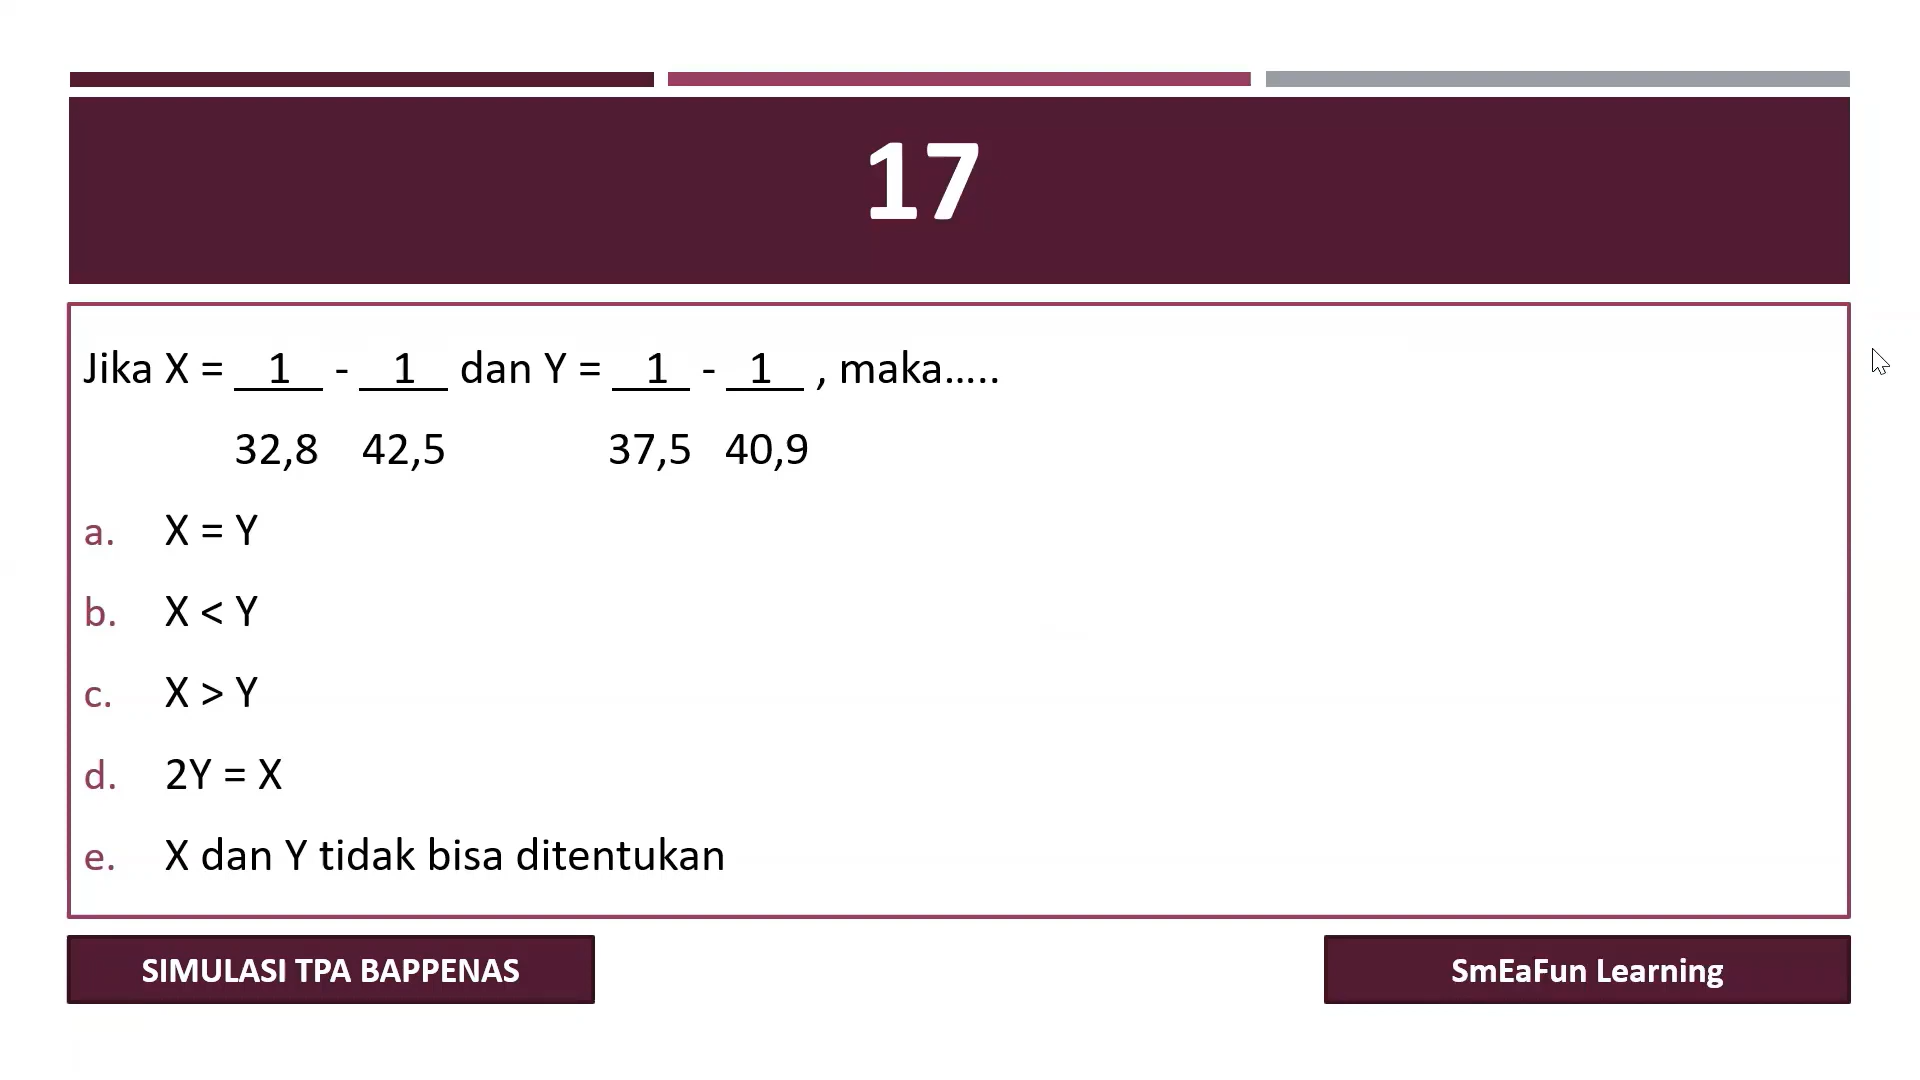 17
Jika X = 1 - 1 dan Y = 1 - 1 , maka.....
32,8 42,5 37,5 40,9
a. X = Y
b. X < Y
c. X > Y
d. 2Y = X
e. X dan Y tidak bisa ditentukan
SIMULASI TPA BAPPENAS
SmEaFun Learning